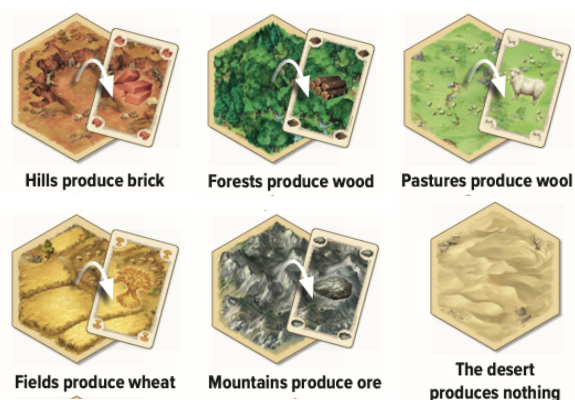 Hills produce brick
Forests produce wood
Pastures produce wool
Fields produce wheat
Mountains produce ore
The desert
produces nothing